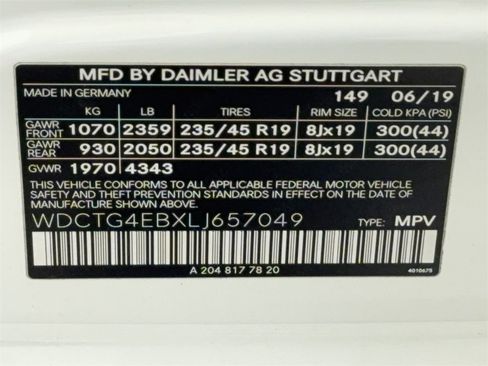 MFD BY DAIMLER AG STUTTGART
MADE IN GERMANY 149 06/19
KG LB TIRES RIM SIZE COLD KPA (PSI)
GAWR FRONT 1070 2359 235/45 R19 8Jx19 300(44)
GAWR REAR 930 2050 235/45 R19 8Jx19 300(44)
GVWR 1970 4343
THIS VEHICLE CONFORMS TO ALL APPLICABLE FEDERAL MOTOR VEHICLE
SAFETY AND THEFT PREVENTION STANDARDS IN EFFECT ON THE DATE
OF MANUFACTURE SHOWN ABOVE.
WDCTG4EBXLJ657049 TYPE: MPV
A 204 817 78 20 4010675